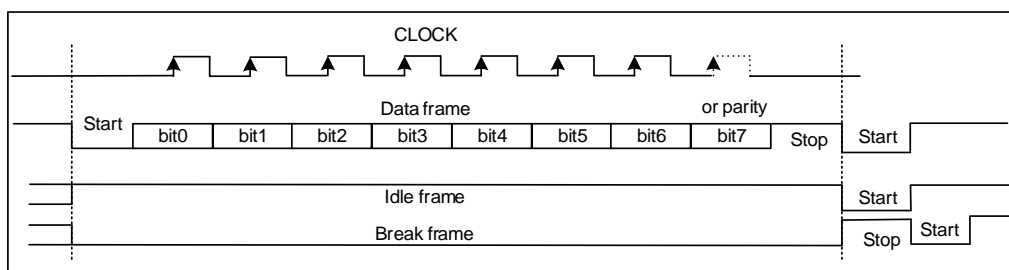 CLOCK
Data frame or parity
Start bit0 bit1 bit2 bit3 bit4 bit5 bit6 bit7 Stop Start
Idle frame Start
Break frame Stop Start